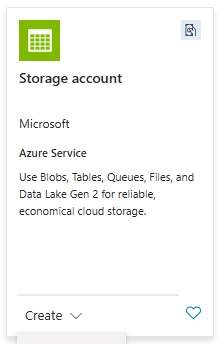 Storage account
Microsoft
Azure Service
Use Blobs, Tables, Queues, Files, and
Data Lake Gen 2 for reliable,
economical cloud storage.
Create